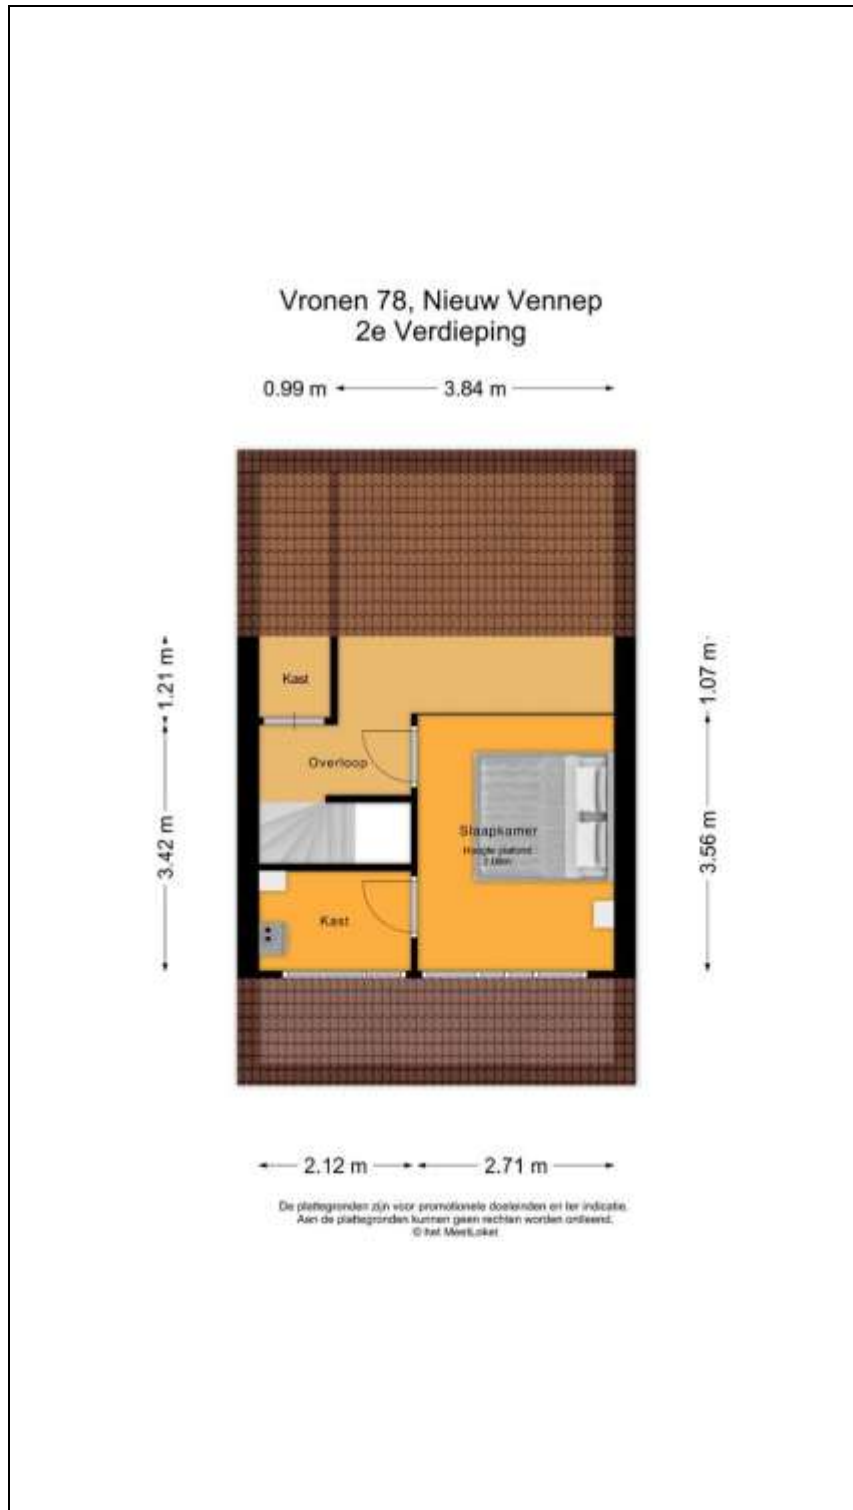 Vronen 78, Nieuw Vennep
2e Verdieping
0.99 m
3.84 m
1.21 m
1.07 m
Kast
Overloop
3.42 m
3.56 m
Slaapkamer
Hoogte plafond
Kast
2.12 m
2.71 m
De plattegronden zijn voor promotionele doeleinden en ter indicatie.
Aan de plattegronden kunnen geen rechten worden ontleend.
© het MeetLoket